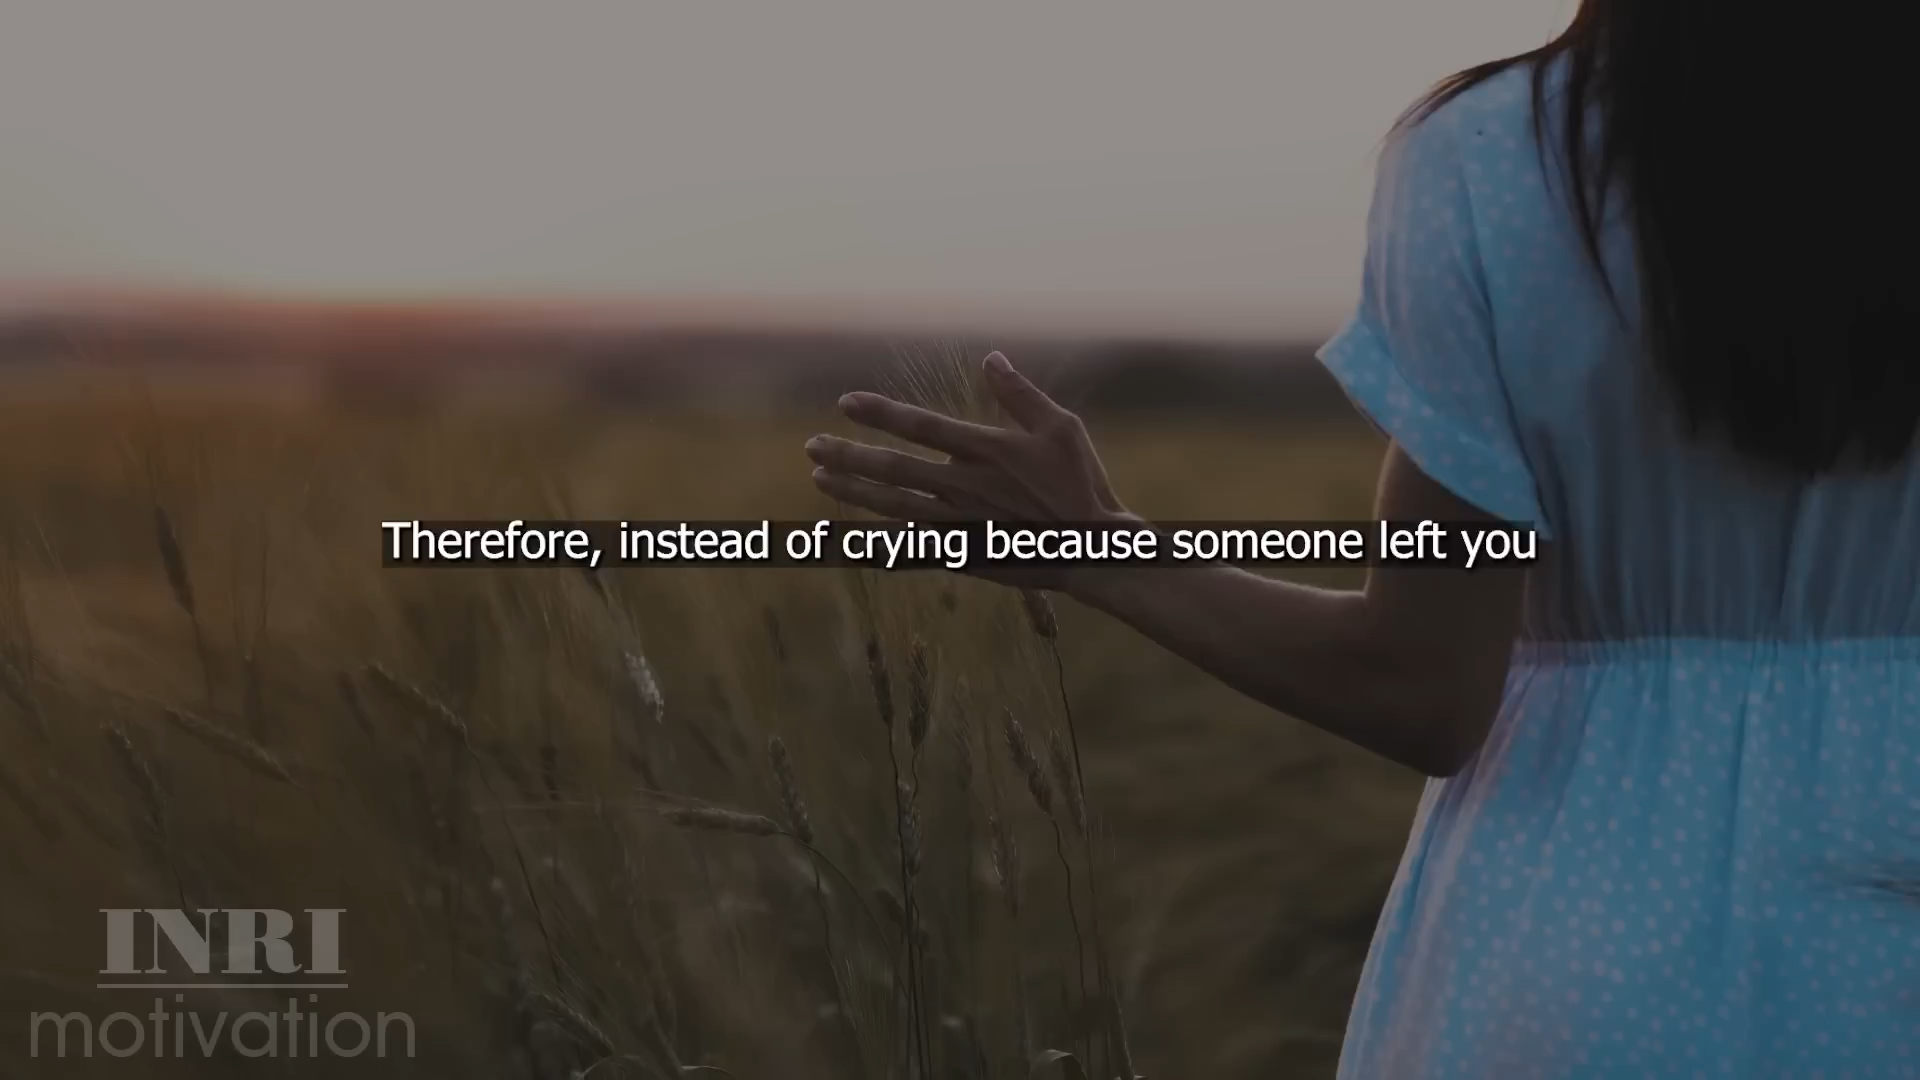 Therefore, instead of crying because someone left you
INRI
motivation